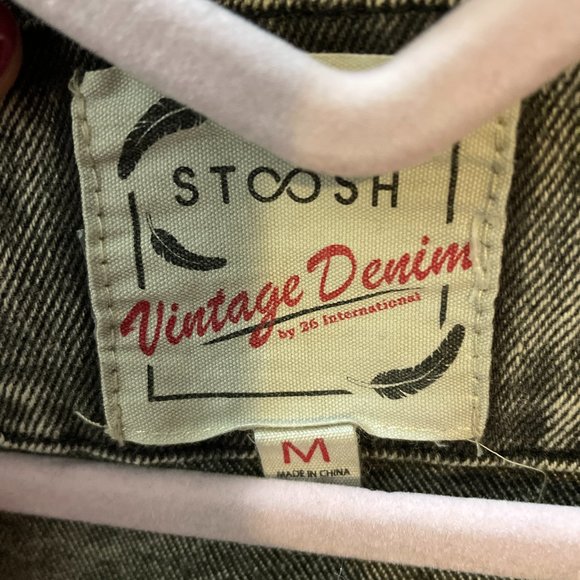 STOOSH
Vintage Denim
by 26 International
M
MADE IN CHINA